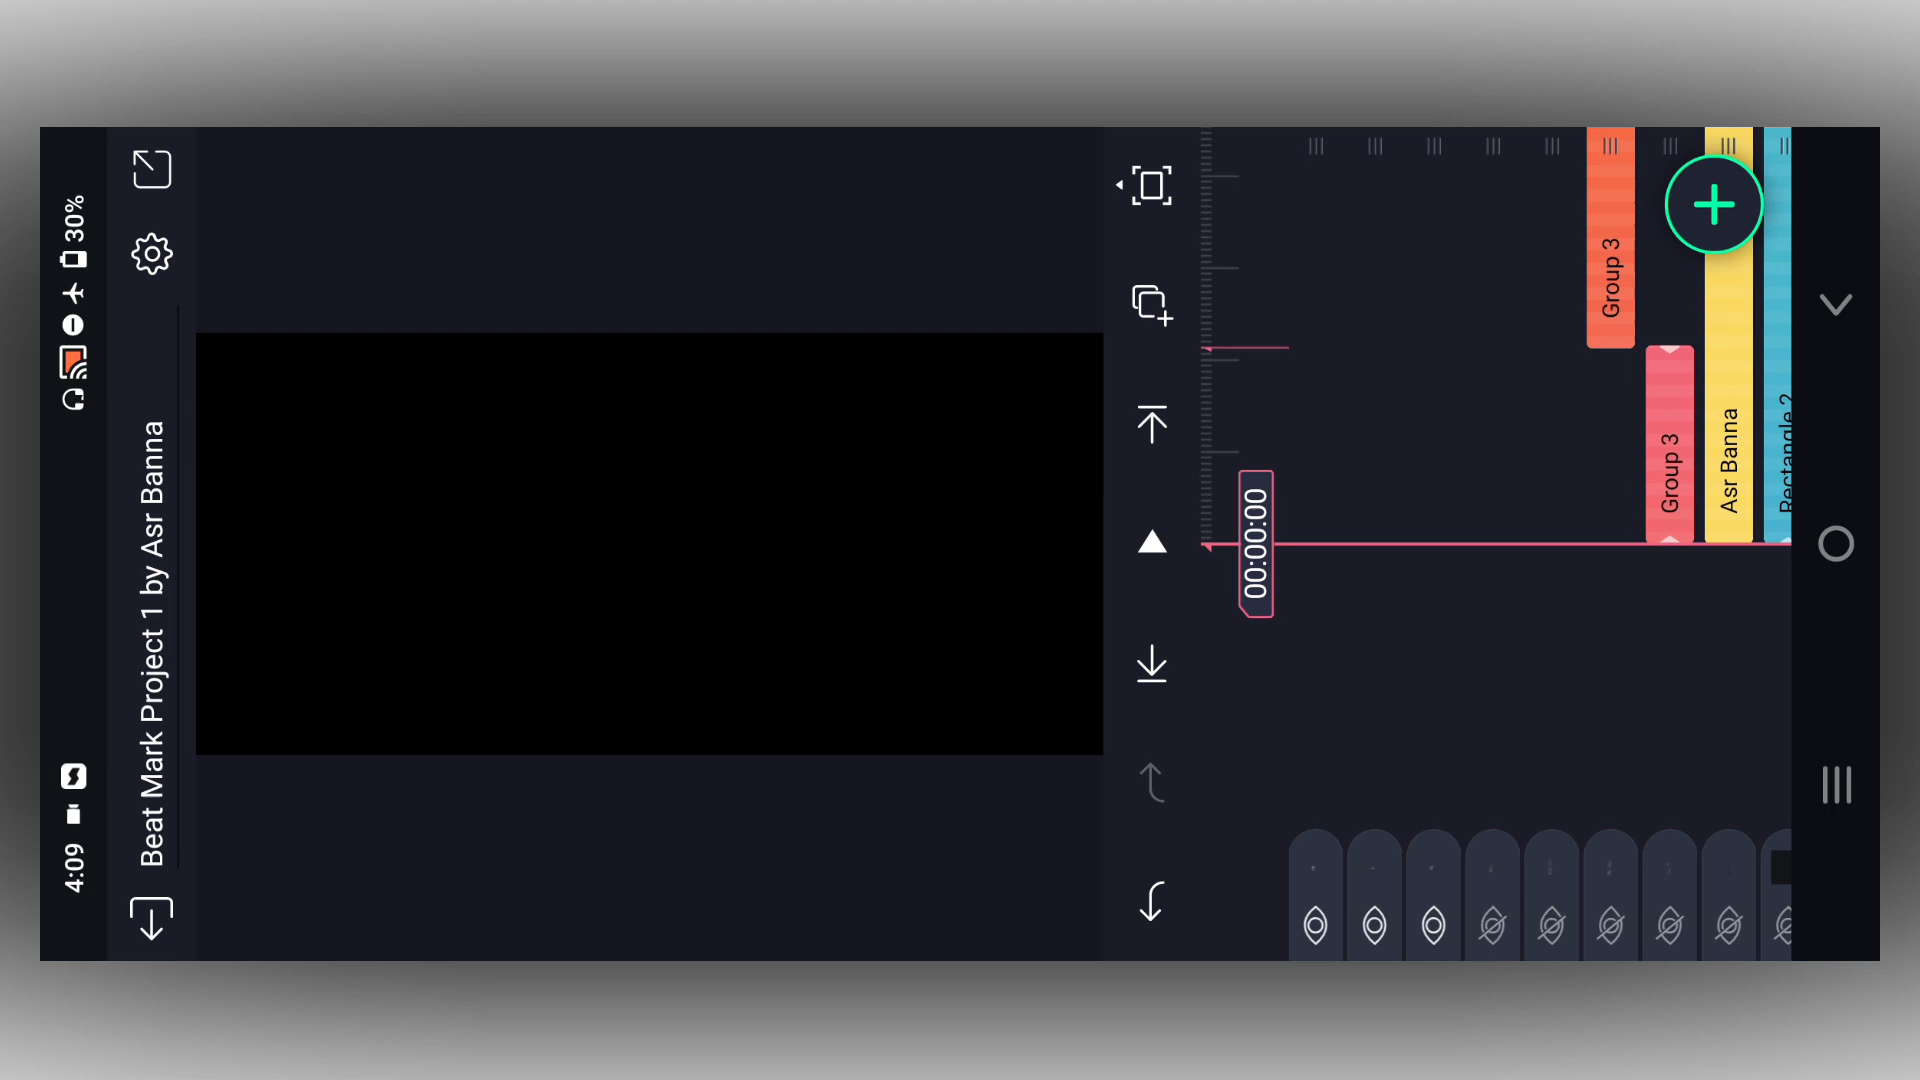 4:09
30%
Beat Mark Project 1 by Asr Banna
00:00:00
Group 3
Group 3
Asr Banna
Rectangle 2